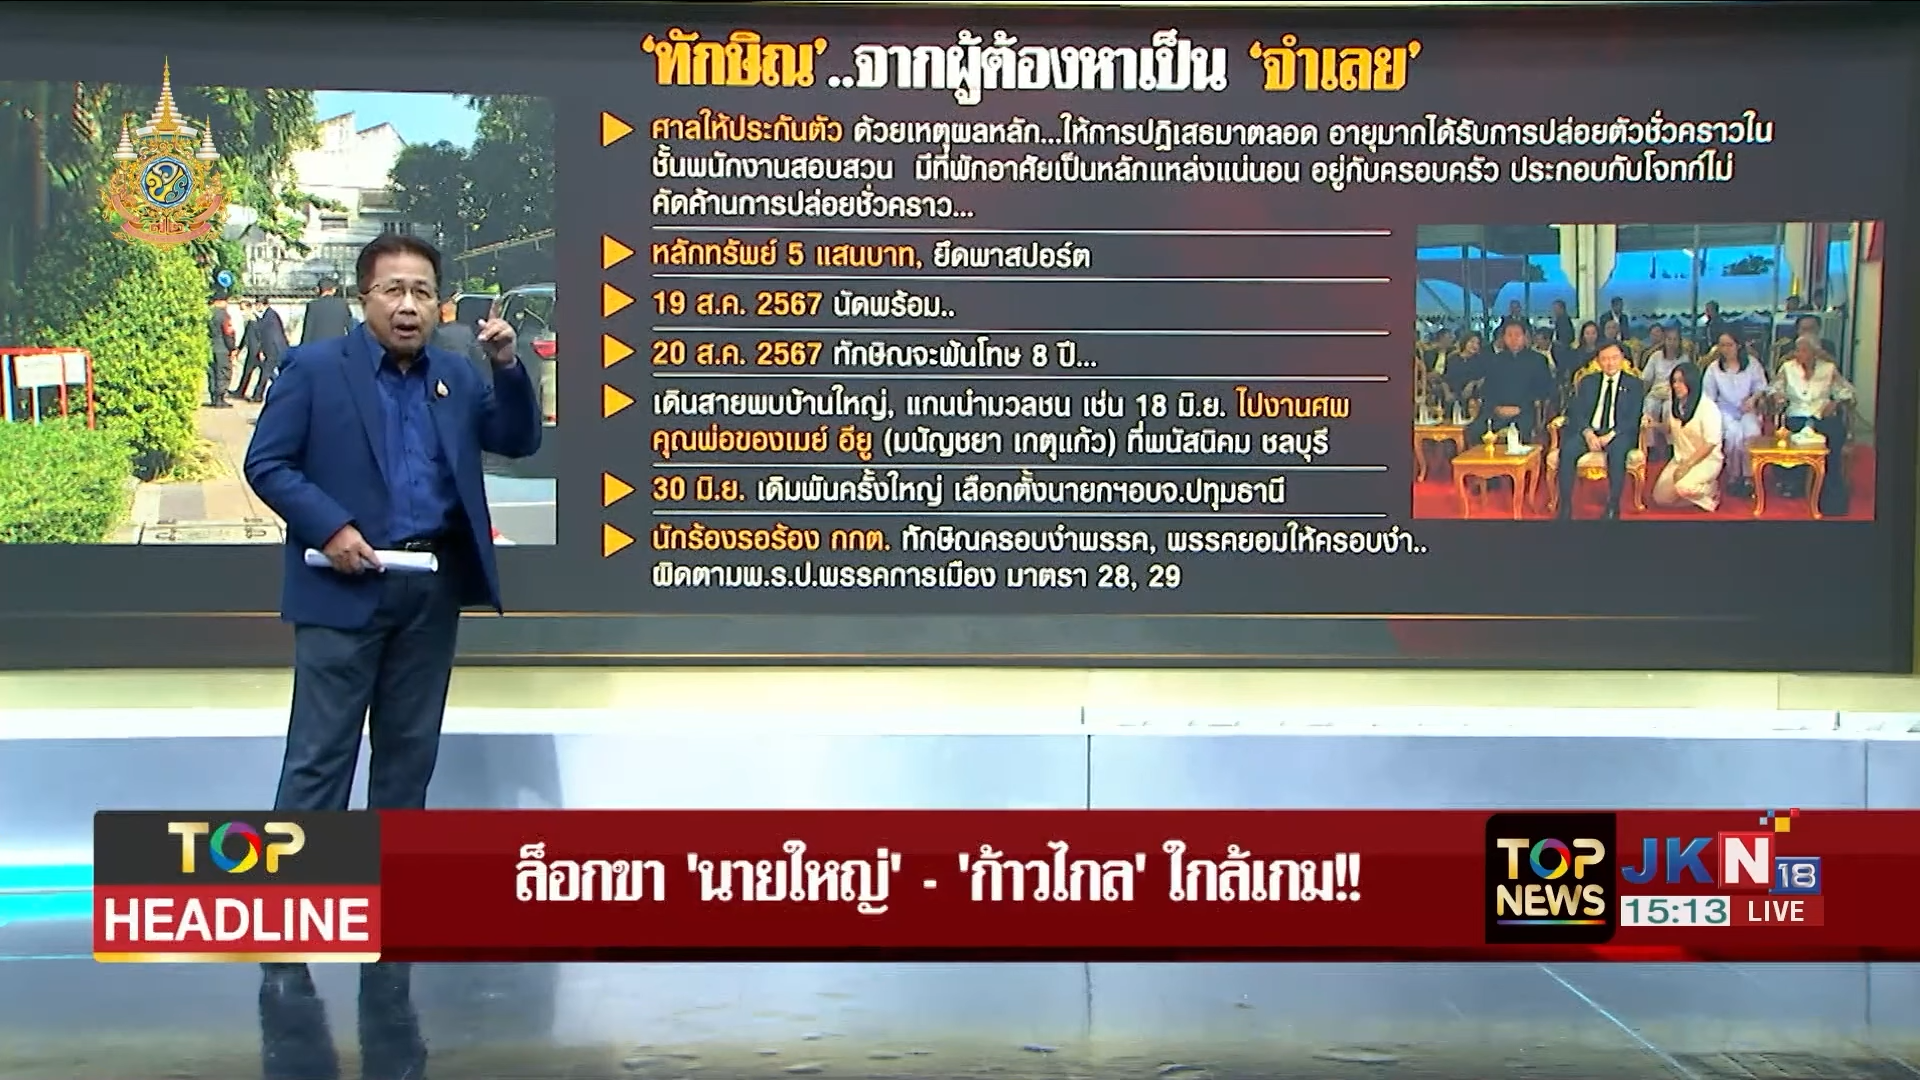 'ทักษิณ'..จากผู้ต้องหาเป็น 'จำเลย'
ศาลให้ประกันตัว ด้วยเหตุผลหลัก...ให้การปฏิเสธมาตลอด อายุมากได้รับการปล่อยตัวชั่วคราวใน
ชั้นพนักงานสอบสวน มีที่พักอาศัยเป็นหลักแหล่งแน่นอน อยู่กับครอบครัว ประกอบกับโจทก์ไม่
คัดค้านการปล่อยชั่วคราว...
หลักทรัพย์ 5 แสนบาท, ยึดพาสปอร์ต
19 ส.ค. 2567 นัดพร้อม..
20 ส.ค. 2567 ทักษิณจะพ้นโทษ 8 ปี...
เดินสายพบบ้านใหญ่, แกนนำมวลชน เช่น 18 มิ.ย. ไปงานศพ
คุณพ่อของเมย์ อียู (มนัญชยา เกตุแก้ว) ที่พนัสนิคม ชลบุรี
30 มิ.ย. เดิมพันครั้งใหญ่ เลือกตั้งนายกฯอบจ.ปทุมธานี
นักร้องรอร้อง กกต. ทักษิณครอบงำพรรค, พรรคยอมให้ครอบงำ..
ผิดตามพ.ร.ป.พรรคการเมือง มาตรา 28, 29
TOP
HEADLINE
ล็อกขา 'นายใหญ่' - 'ก้าวไกล' ใกล้เกม!!
TOP
NEWS
JKN
18
15:13 LIVE